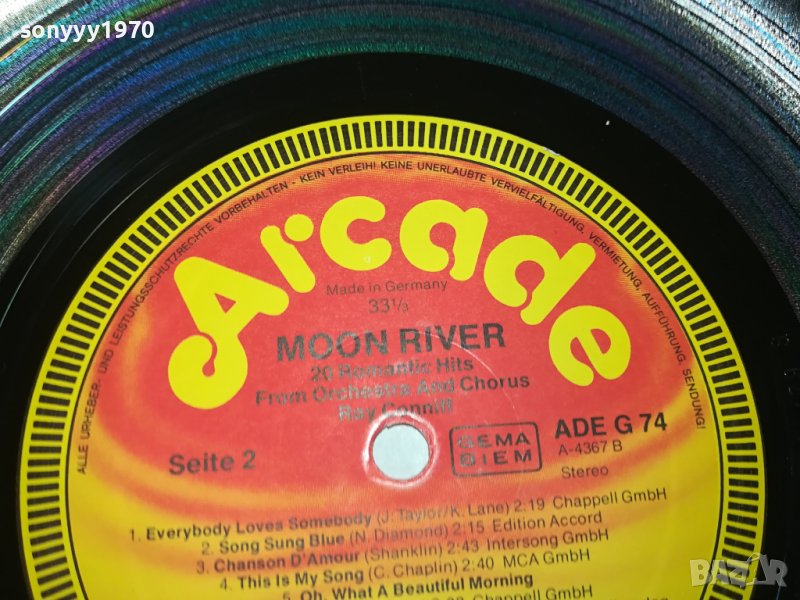 sonyyy1970
ALLE URHEBER- UND LEISTUNGSSCHUTZRECHTE VORBEHALTEN - KEIN VERLEIH! KEINE UNERLAUBTE VERVIELFÄLTIGUNG, VERMIETUNG, AUFFÜHRUNG, SENDUNG!
Arcade
Made in Germany
33 1/3
MOON RIVER
20 Romantic Hits
From Orchestra And Chorus
Ray Conniff
Seite 2
GEMA
BIEM
ADE G 74
A-4367 B
Stereo
1. Everybody Loves Somebody (J. Taylor/K. Lane) 2:19 Chappell GmbH
2. Song Sung Blue (N. Diamond) 2:15 Edition Accord
3. Chanson D'Amour (Shanklin) 2:43 Intersong GmbH
4. This Is My Song (C. Chaplin) 2:40 MCA GmbH
5. Oh, What A Beautiful Morning
BAZAR